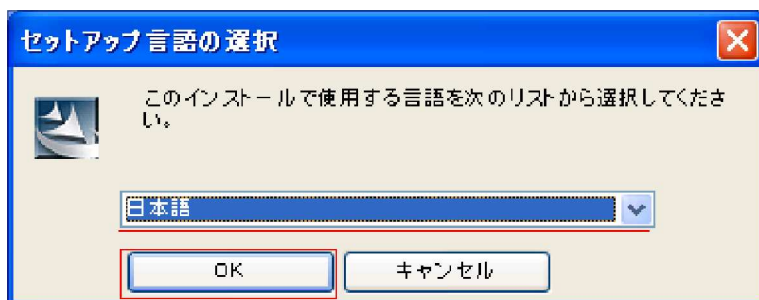 セットアップ言語の選択
このインストールで使用する言語を次のリストから選択してくださ
い。
日本語
OK キャンセル